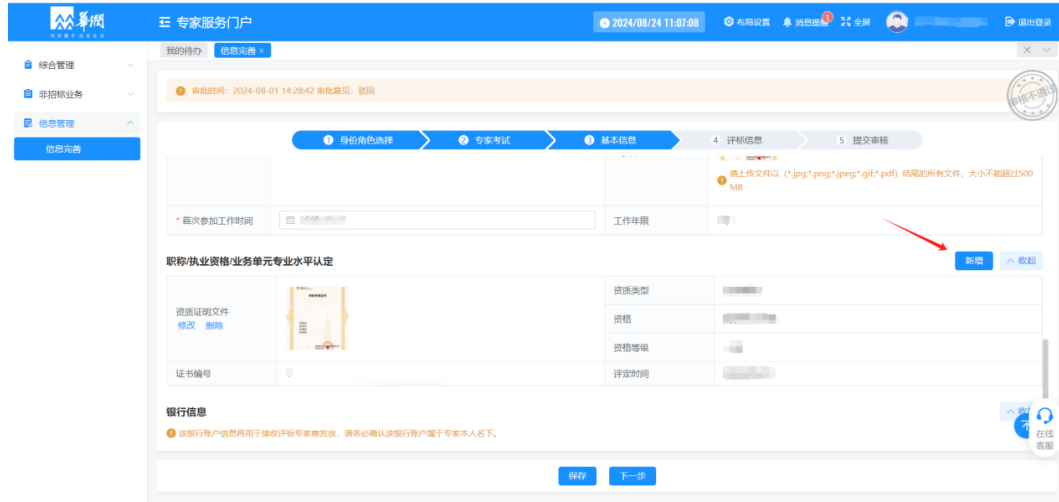 华润 专家服务门户 2024/08/24 11:07:08 布局设置 消息提醒 1 全屏 退出登录
我的待办 信息完善 ×
综合管理
非招标业务
信息管理
信息完善
审批时间：2024-08-01 14:28:42 审批意见：驳回
审核不通过
1 身份角色选择 2 专家考试 3 基本信息 4 评标信息 5 提交审核
请上传文件以（*.jpg;*.png;*.jpeg;*.gif;*.pdf）结尾的所有文件，大小不能超过500
MB
* 首次参加工作时间 工作年限
职称/执业资格/业务单元专业水平认定 新增 收起
资质证明文件 资质类型
修改 删除 资格
资格等级
证书编号 评定时间
银行信息
该银行账户信息将用于接收评标专家费发放，请务必确认该银行账户属于专家本人名下。
在线
客服
保存 下一步